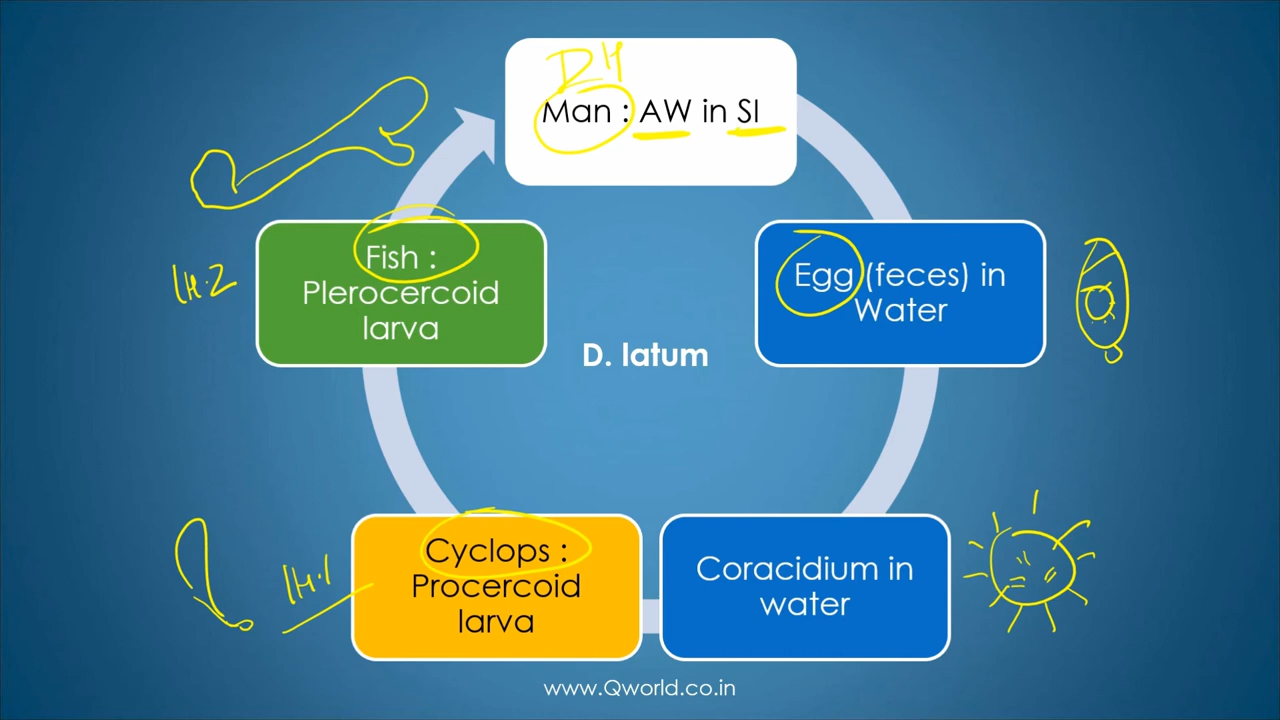 DH
Man : AW in SI
Egg (feces) in
Water
Coracidium in
water
Cyclops :
Procercoid
larva
IH.1
Fish :
Plerocercoid
larva
IH.2
D. latum
www.Qworld.co.in